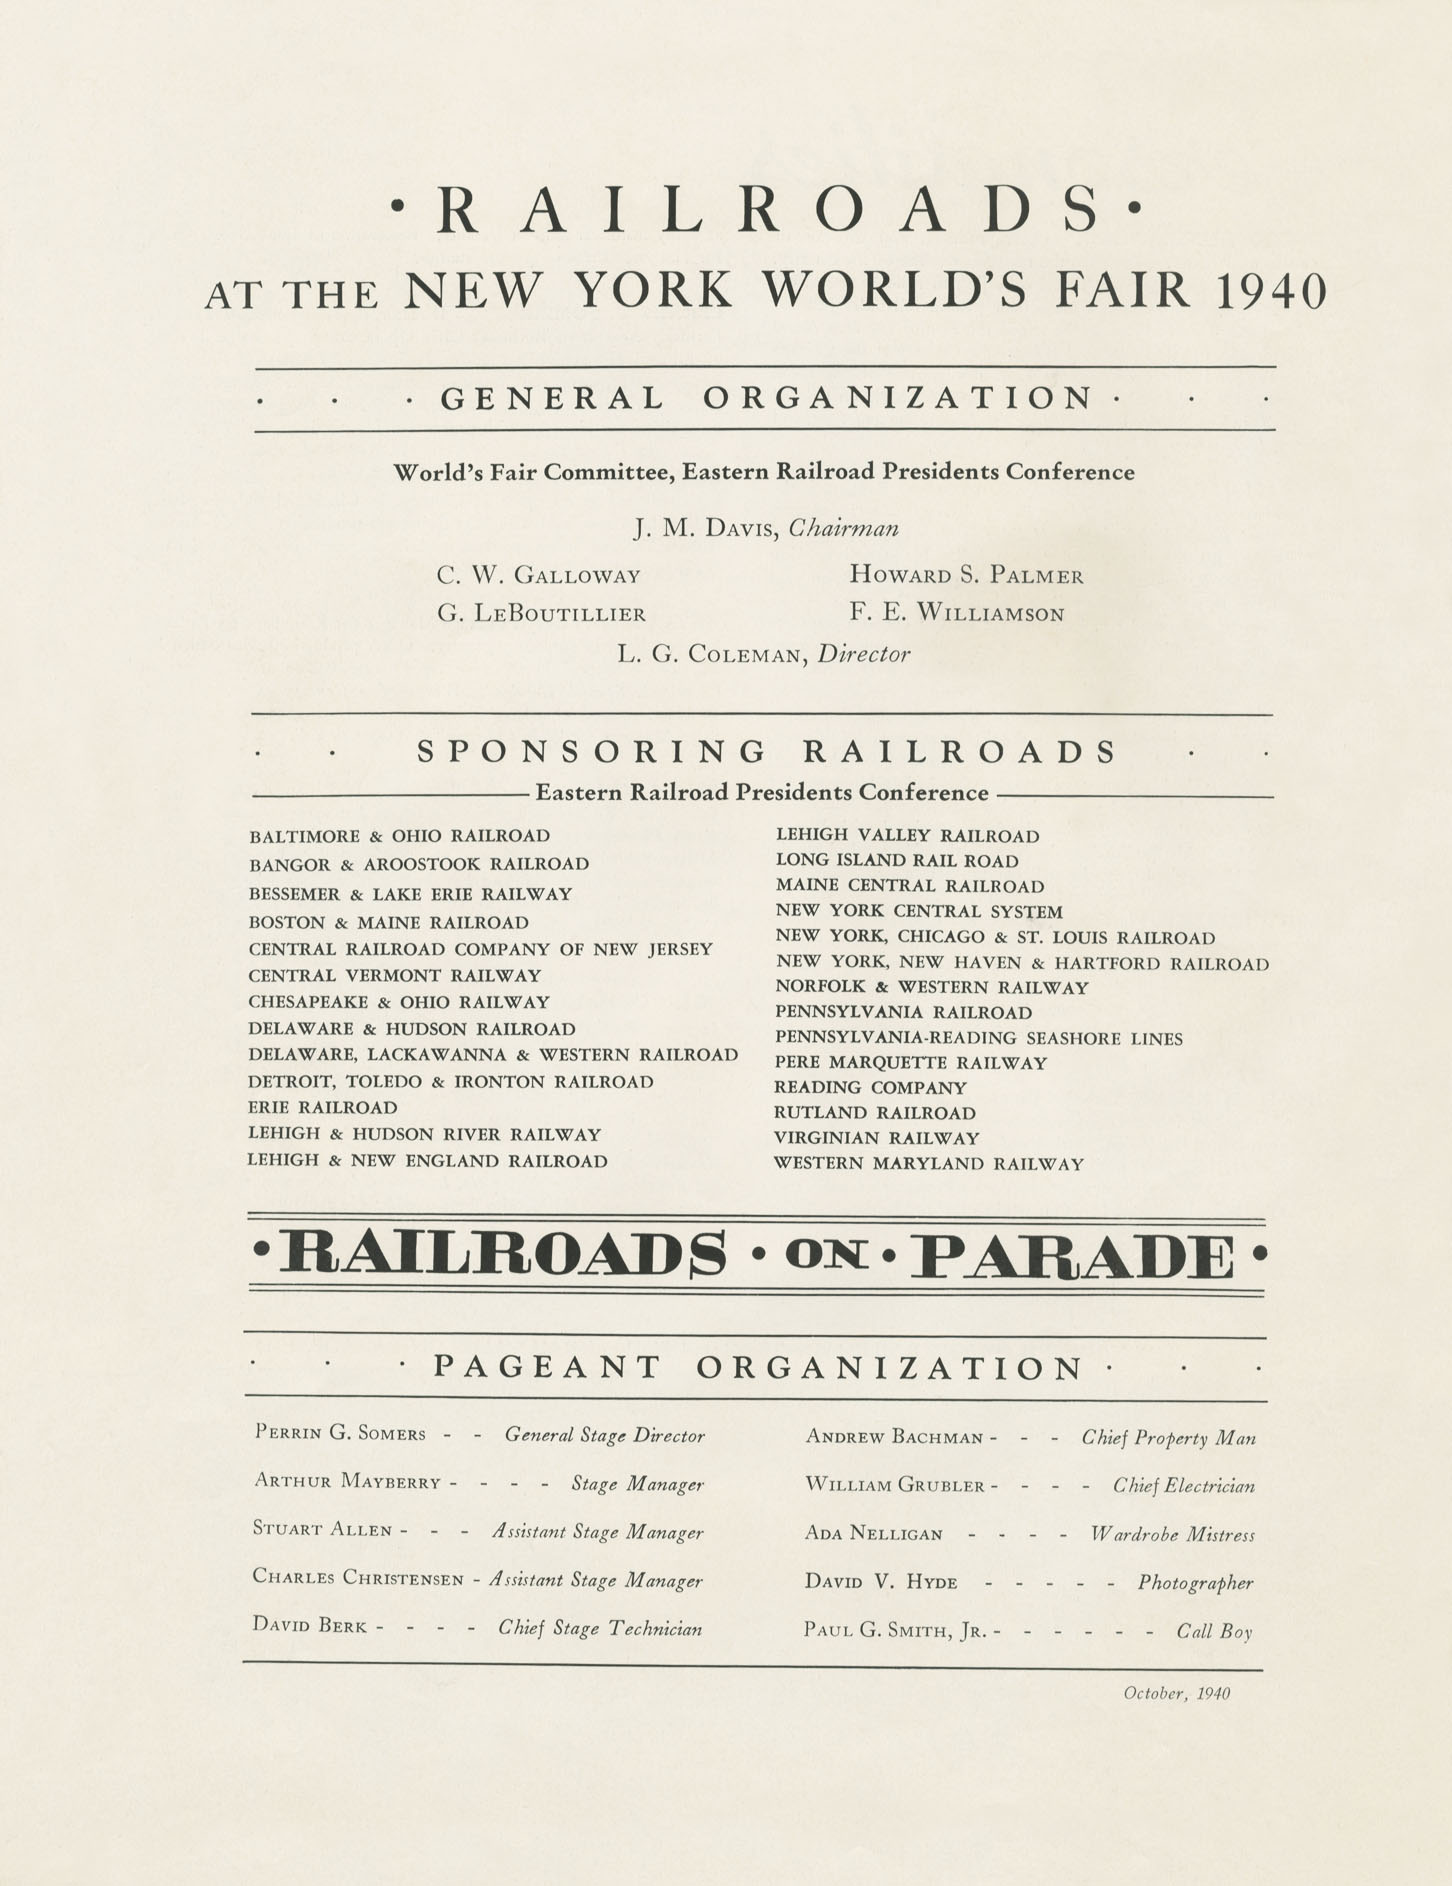 • RAILROADS •
AT THE NEW YORK WORLD'S FAIR 1940
· · · GENERAL ORGANIZATION · · ·
World's Fair Committee, Eastern Railroad Presidents Conference
J. M. DAVIS, Chairman
C. W. GALLOWAY HOWARD S. PALMER
G. LEBOUTILLIER F. E. WILLIAMSON
L. G. COLEMAN, Director
· · SPONSORING RAILROADS · ·
Eastern Railroad Presidents Conference
BALTIMORE & OHIO RAILROAD
BANGOR & AROOSTOOK RAILROAD
BESSEMER & LAKE ERIE RAILWAY
BOSTON & MAINE RAILROAD
CENTRAL RAILROAD COMPANY OF NEW JERSEY
CENTRAL VERMONT RAILWAY
CHESAPEAKE & OHIO RAILWAY
DELAWARE & HUDSON RAILROAD
DELAWARE, LACKAWANNA & WESTERN RAILROAD
DETROIT, TOLEDO & IRONTON RAILROAD
ERIE RAILROAD
LEHIGH & HUDSON RIVER RAILWAY
LEHIGH & NEW ENGLAND RAILROAD
LEHIGH VALLEY RAILROAD
LONG ISLAND RAIL ROAD
MAINE CENTRAL RAILROAD
NEW YORK CENTRAL SYSTEM
NEW YORK, CHICAGO & ST. LOUIS RAILROAD
NEW YORK, NEW HAVEN & HARTFORD RAILROAD
NORFOLK & WESTERN RAILWAY
PENNSYLVANIA RAILROAD
PENNSYLVANIA-READING SEASHORE LINES
PERE MARQUETTE RAILWAY
READING COMPANY
RUTLAND RAILROAD
VIRGINIAN RAILWAY
WESTERN MARYLAND RAILWAY
• RAILROADS • ON • PARADE •
· · · PAGEANT ORGANIZATION · · ·
PERRIN G. SOMERS - - General Stage Director
ARTHUR MAYBERRY - - - - Stage Manager
STUART ALLEN - - - Assistant Stage Manager
CHARLES CHRISTENSEN - Assistant Stage Manager
DAVID BERK - - - - Chief Stage Technician
ANDREW BACHMAN - - - Chief Property Man
WILLIAM GRUBLER - - - - Chief Electrician
ADA NELLIGAN - - - - Wardrobe Mistress
DAVID V. HYDE - - - - - Photographer
PAUL G. SMITH, JR. - - - - - - Call Boy
October, 1940